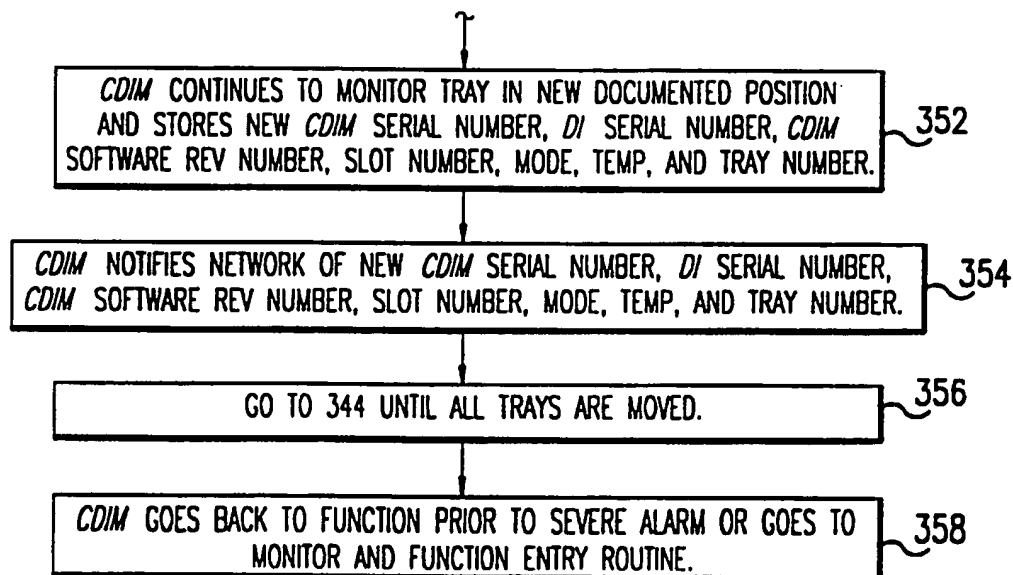 CDIM CONTINUES TO MONITOR TRAY IN NEW DOCUMENTED POSITION
AND STORES NEW CDIM SERIAL NUMBER, DI SERIAL NUMBER, CDIM
SOFTWARE REV NUMBER, SLOT NUMBER, MODE, TEMP, AND TRAY NUMBER.
352
CDIM NOTIFIES NETWORK OF NEW CDIM SERIAL NUMBER, DI SERIAL NUMBER,
CDIM SOFTWARE REV NUMBER, SLOT NUMBER, MODE, TEMP, AND TRAY NUMBER.
354
GO TO 344 UNTIL ALL TRAYS ARE MOVED.
356
CDIM GOES BACK TO FUNCTION PRIOR TO SEVERE ALARM OR GOES TO
MONITOR AND FUNCTION ENTRY ROUTINE.
358